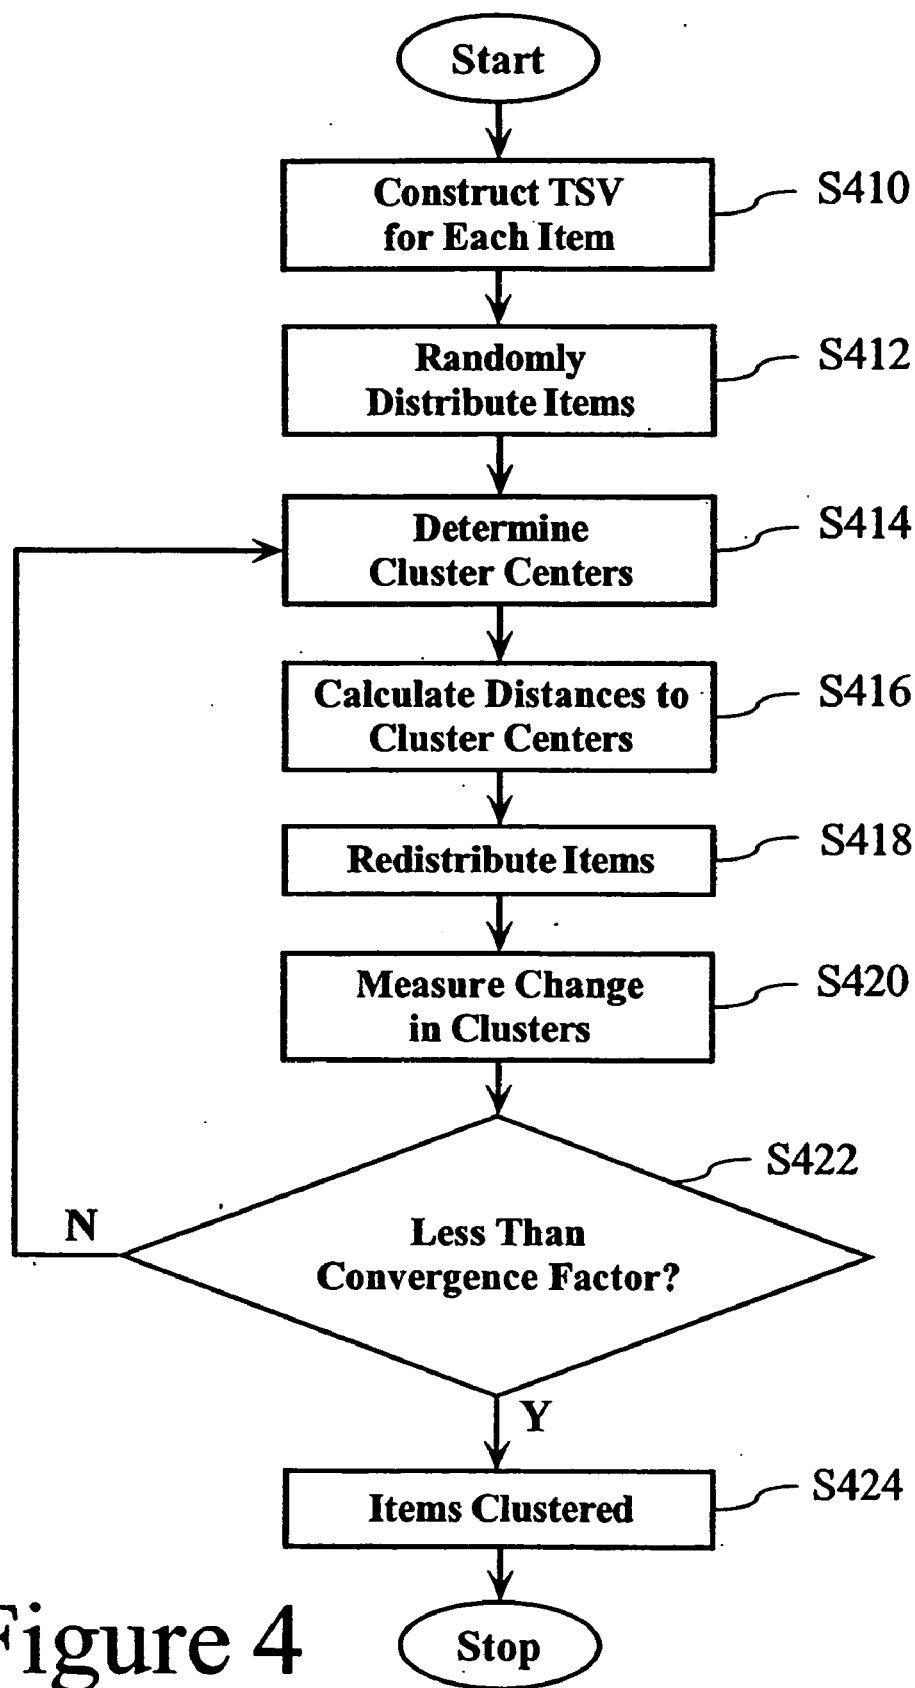 Start
Construct TSV
for Each Item
S410
Randomly
Distribute Items
S412
Determine
Cluster Centers
S414
Calculate Distances to
Cluster Centers
S416
Redistribute Items
S418
Measure Change
in Clusters
S420
Less Than
Convergence Factor?
S422
N
Y
Items Clustered
S424
Stop
Figure 4